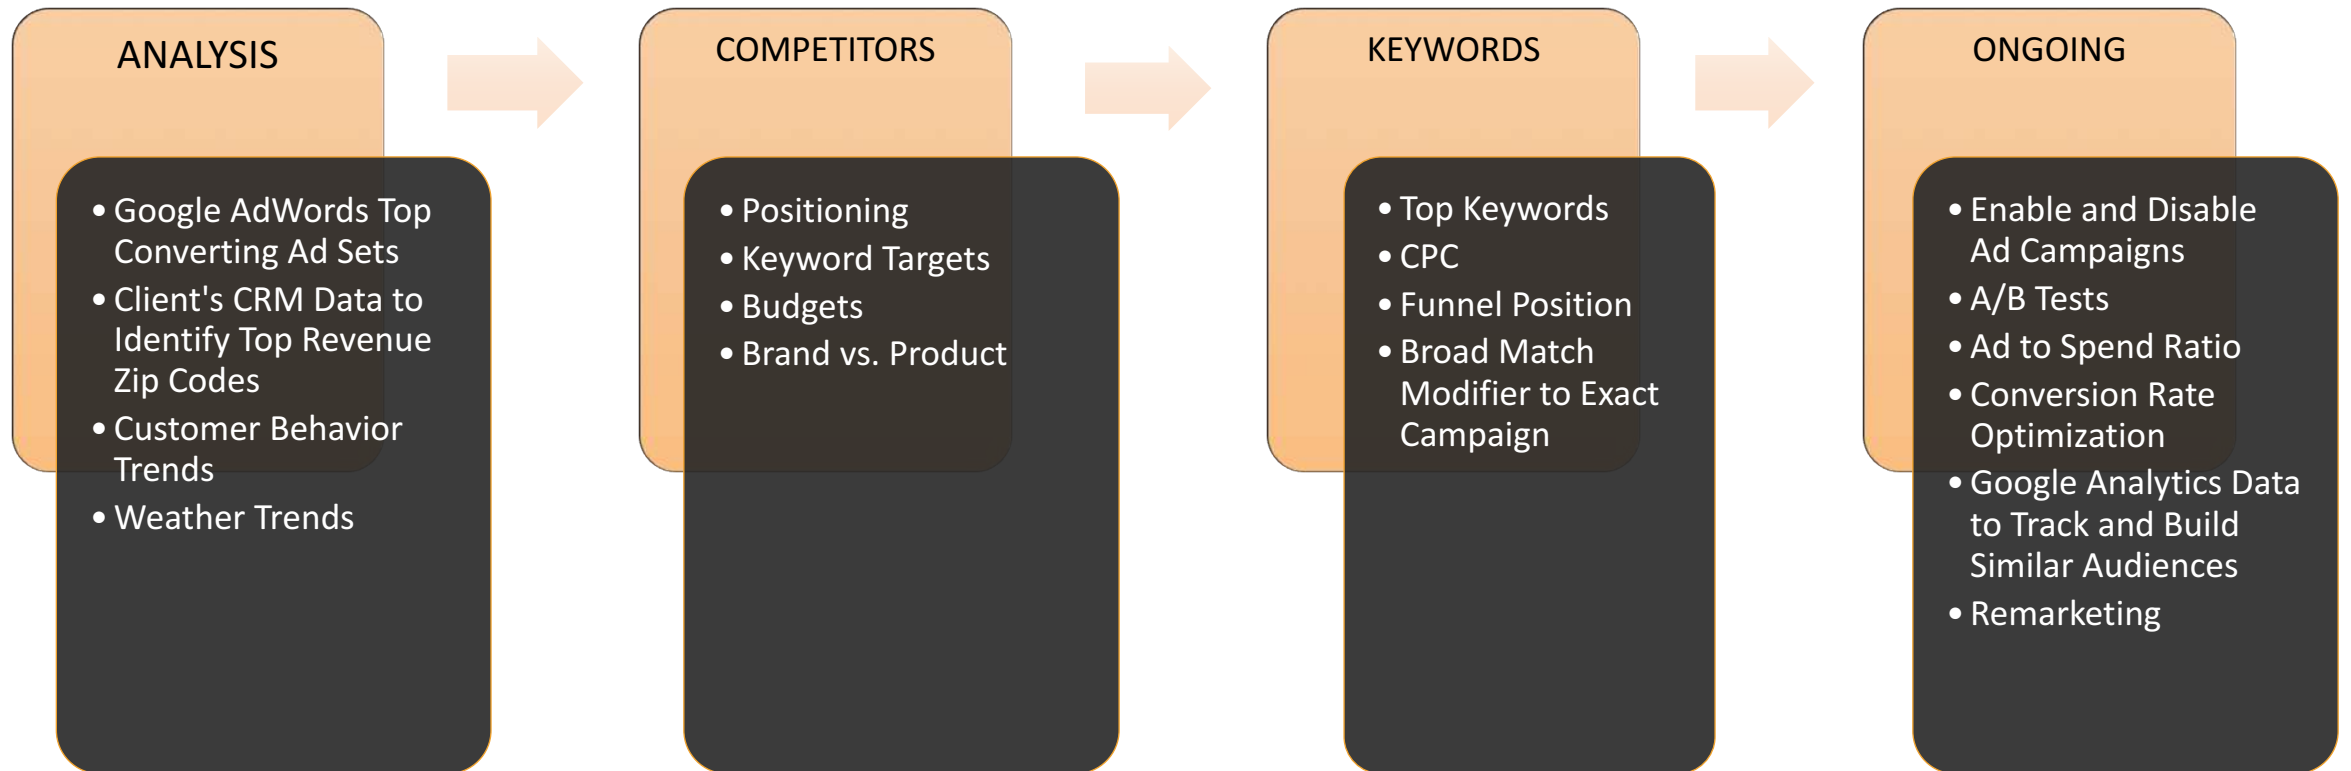 ANALYSIS
• Google AdWords Top
Converting Ad Sets
• Client's CRM Data to
Identify Top Revenue
Zip Codes
• Customer Behavior
Trends
• Weather Trends
COMPETITORS
• Positioning
• Keyword Targets
• Budgets
• Brand vs. Product
KEYWORDS
• Top Keywords
• CPC
• Funnel Position
• Broad Match
Modifier to Exact
Campaign
ONGOING
• Enable and Disable
Ad Campaigns
• A/B Tests
• Ad to Spend Ratio
• Conversion Rate
Optimization
• Google Analytics Data
to Track and Build
Similar Audiences
• Remarketing